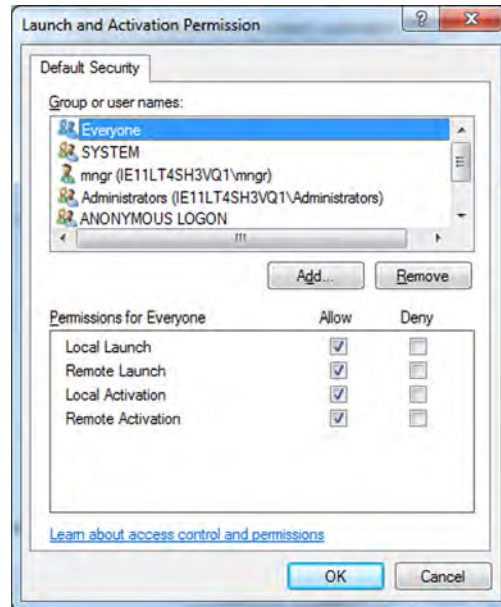 Launch and Activation Permission
Default Security
Group or user names:
Everyone
SYSTEM
mngr (IE11LT4SH3VQ1\mngr)
Administrators (IE11LT4SH3VQ1\Administrators)
ANONYMOUS LOGON
Add... Remove
Permissions for Everyone Allow Deny
Local Launch
Remote Launch
Local Activation
Remote Activation
Learn about access control and permissions
OK Cancel